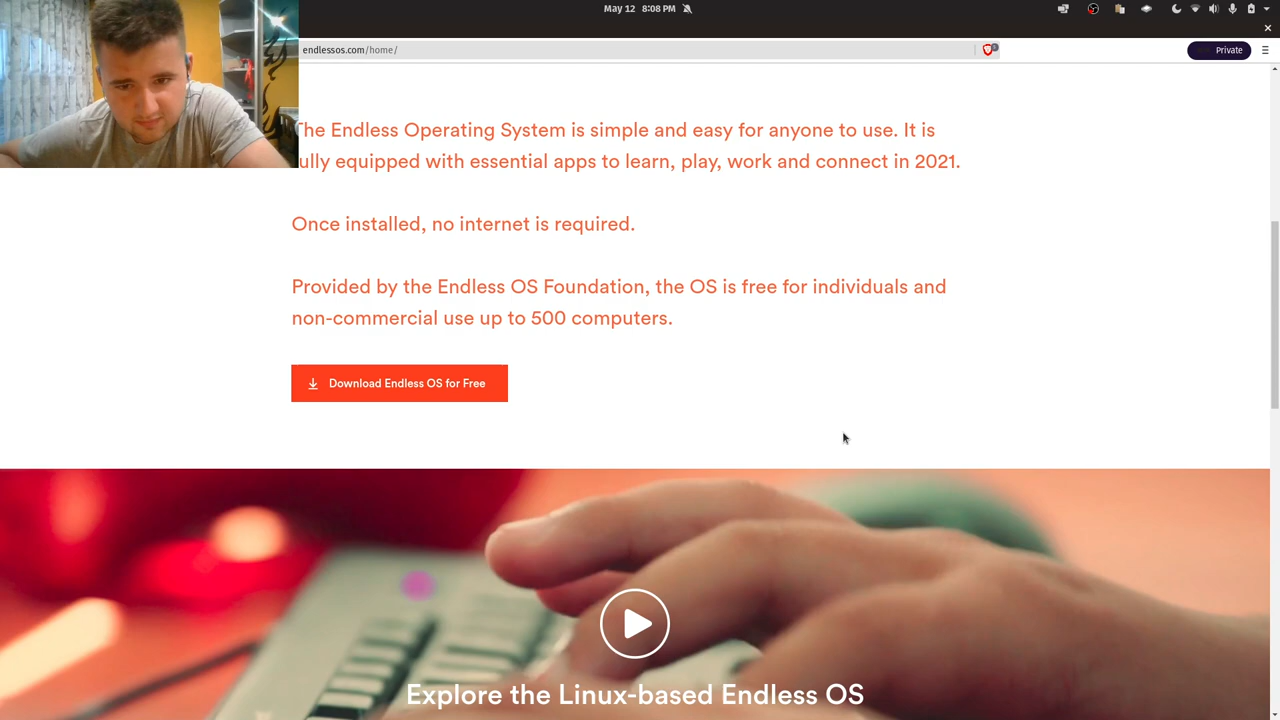 May 12 8:08 PM
endlessos.com/home/
Private
The Endless Operating System is simple and easy for anyone to use. It is
ully equipped with essential apps to learn, play, work and connect in 2021.
Once installed, no internet is required.
Provided by the Endless OS Foundation, the OS is free for individuals and
non-commercial use up to 500 computers.
Download Endless OS for Free
Explore the Linux-based Endless OS